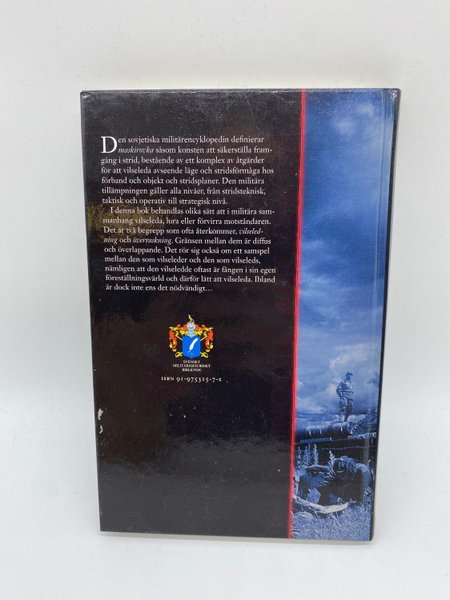 Den sovjetiska militärencyklopedin definierar
maskirovka såsom konsten att säkerställa fram-
gång i strid, bestående av ett komplex av åtgärder
för att vilseleda avseende läge och stridsförmåga hos
förband och objekt och stridsplaner. Den militära
tillämpningen gäller alla nivåer, från stridsteknisk,
taktisk och operativ till strategisk nivå.
I denna bok behandlas olika sätt att i militära sam-
manhang vilseleda, lura eller förvirra motståndaren.
Det är två begrepp som ofta återkommer, vilseled-
ning och överraskning. Gränsen mellan dem är diffus
och överlappande. Det rör sig också om ett samspel
mellan den som vilseleder och den som vilseleds,
nämligen att den vilseledde oftast är fången i sin egen
föreställningsvärld och därför lätt att vilseleda. Ibland
är dock inte ens det nödvändigt...
SVENSKT
MILITÄRHISTORISKT
BIBLIOTEK
ISBN 91-975315-7-8